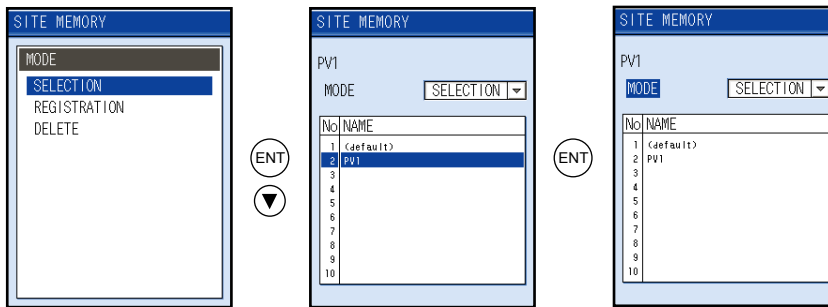 SITE MEMORY
MODE
SELECTION
REGISTRATION
DELETE
ENT
▼
SITE MEMORY
PV1
MODE SELECTION ▼
No NAME
1 (default)
2 PV1
3
4
5
6
7
8
9
10
ENT
SITE MEMORY
PV1
MODE SELECTION ▼
No NAME
1 (default)
2 PV1
3
4
5
6
7
8
9
10